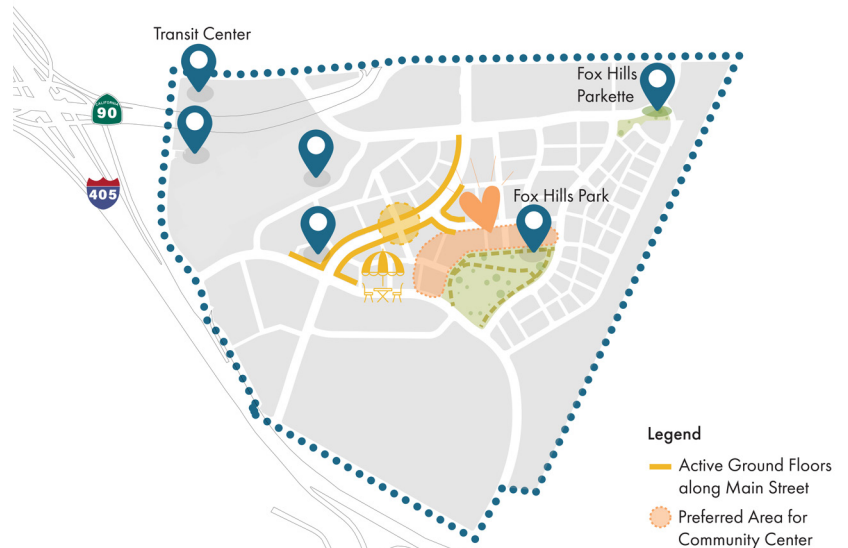 Transit Center
Fox Hills
Parkette
CALIFORNIA
90
405
Fox Hills Park
Legend
Active Ground Floors
along Main Street
Preferred Area for
Community Center